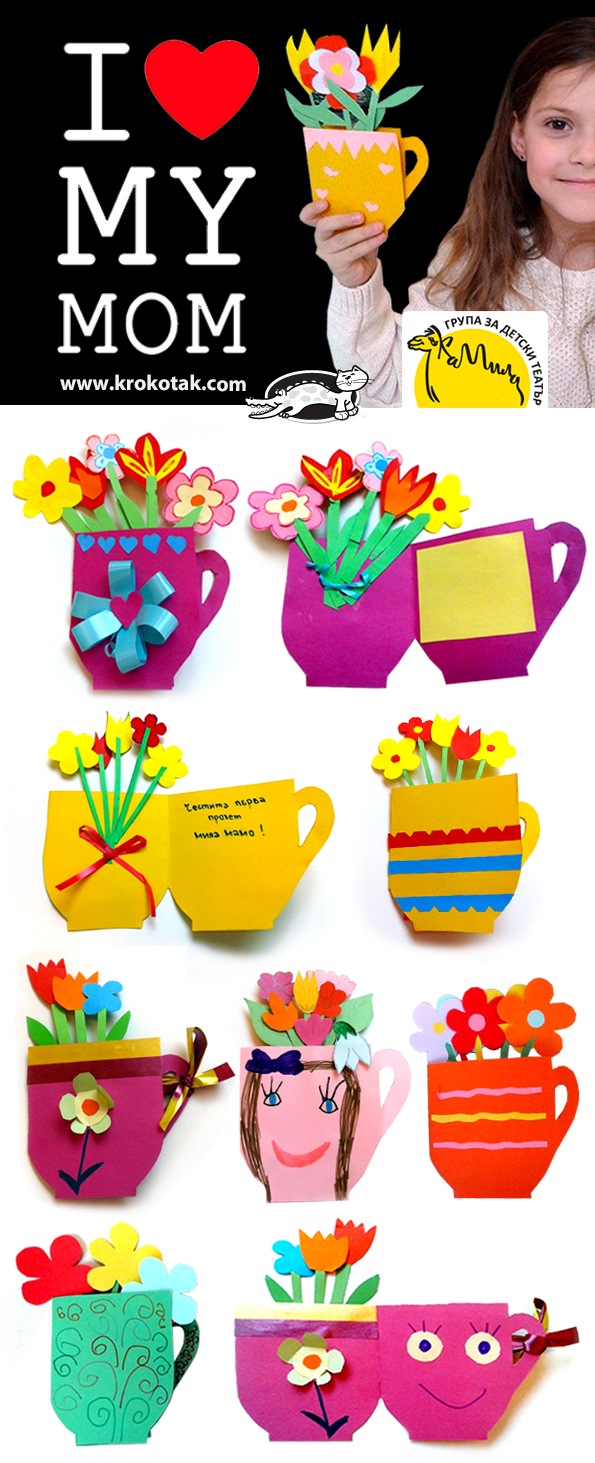 I ❤
MY
MOM
www.krokotak.com
ГРУПА ЗА ДЕТСКИ ТЕАТЪР
Честита първа
пролет
мила мамо !